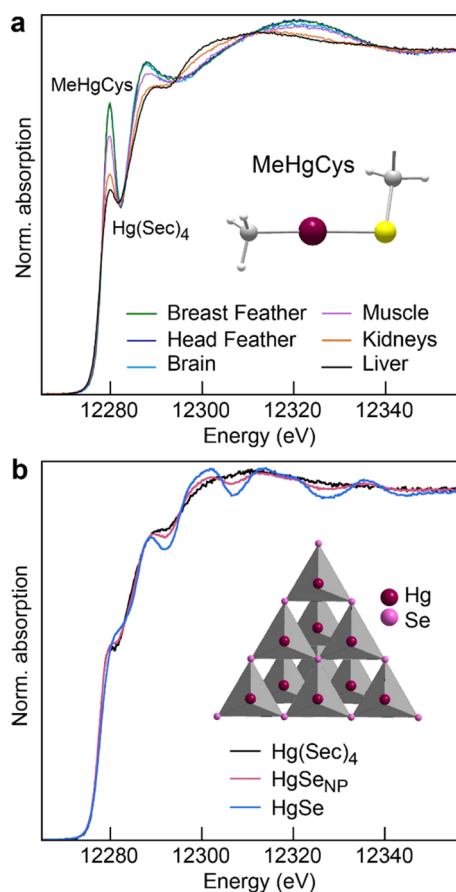 a
MeHgCys
MeHgCys
Hg(Sec)4
Norm. absorption
Breast Feather
Head Feather
Brain
Muscle
Kidneys
Liver
12280 12300 12320 12340
Energy (eV)
b
Norm. absorption
Hg
Se
Hg(Sec)4
HgSeNP
HgSe
12280 12300 12320 12340
Energy (eV)